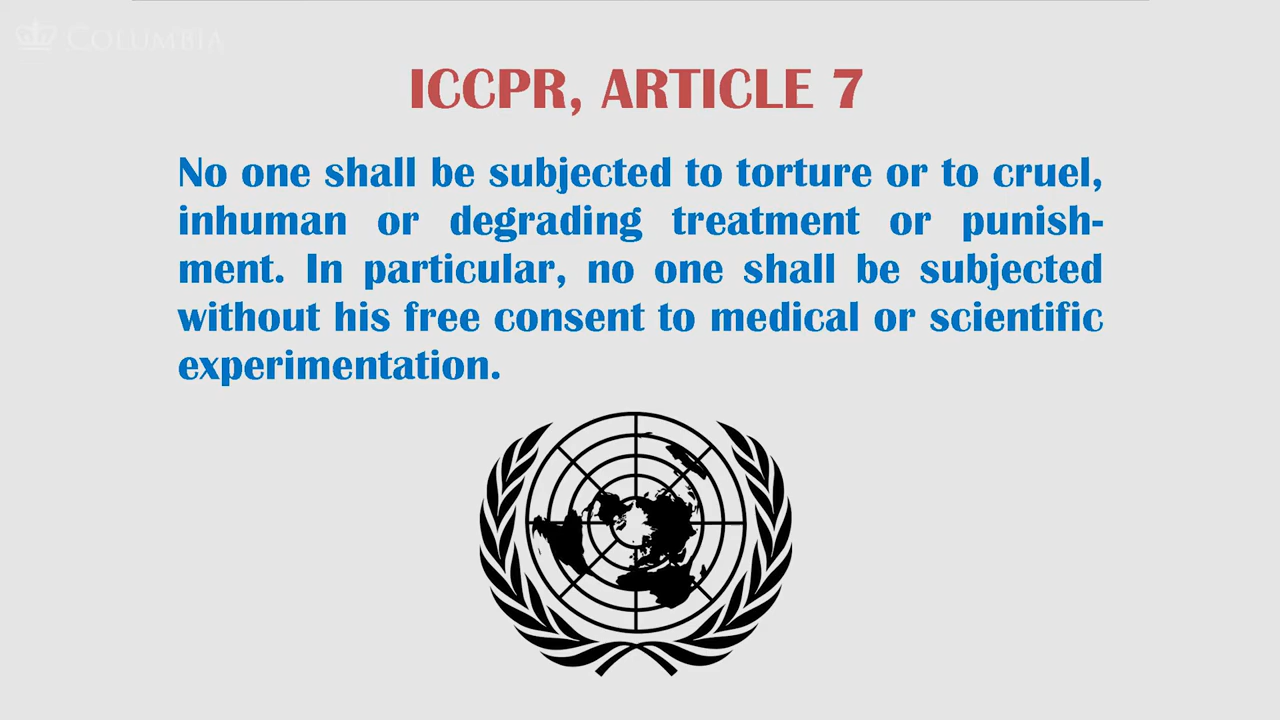 COLUMBIA
ICCPR, ARTICLE 7
No one shall be subjected to torture or to cruel,
inhuman or degrading treatment or punish-
ment. In particular, no one shall be subjected
without his free consent to medical or scientific
experimentation.